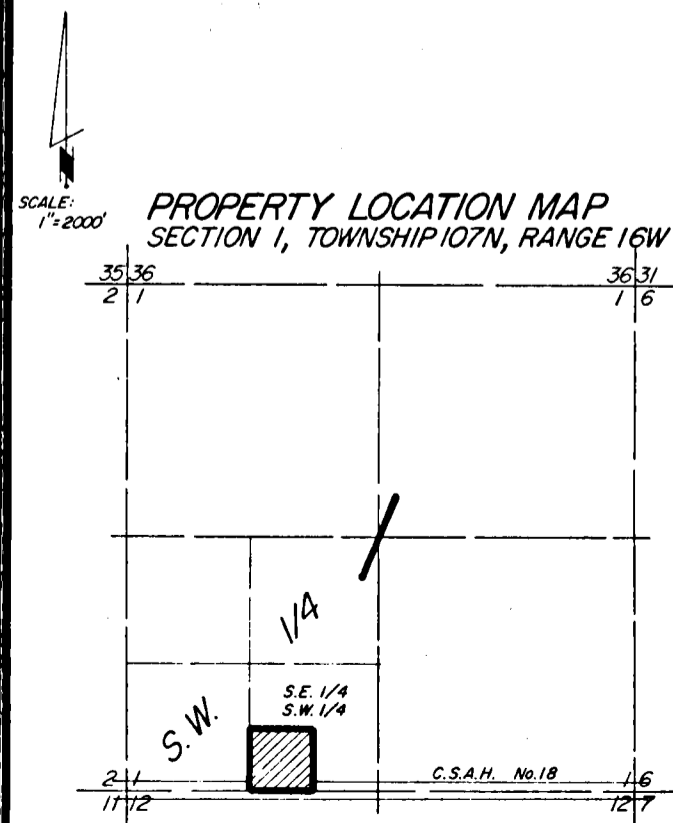 N
SCALE:
1"=2000'
PROPERTY LOCATION MAP
SECTION 1, TOWNSHIP 107N, RANGE 16W
35 36
2 1
36 31
1 6
1
1/4
S.W.
S.E. 1/4
S.W. 1/4
C.S.A.H. No.18
2 1
11 12
1 6
12 7